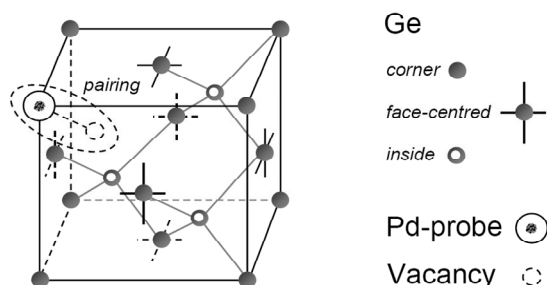 pairing
Ge
corner
face-centred
inside
Pd-probe
Vacancy